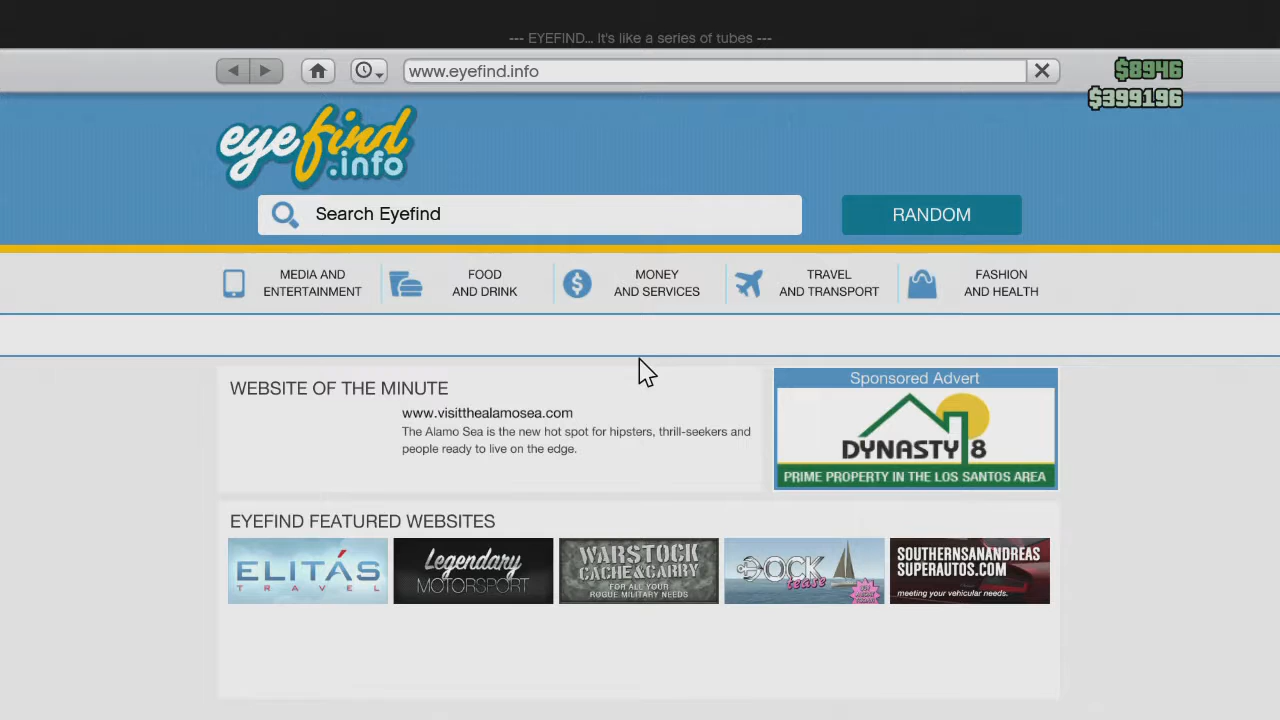 --- EYEFIND... It's like a series of tubes ---
www.eyefind.info
$8946
$399196
eyefind
.info
Search Eyefind
RANDOM
MEDIA AND
ENTERTAINMENT
FOOD
AND DRINK
MONEY
AND SERVICES
TRAVEL
AND TRANSPORT
FASHION
AND HEALTH
WEBSITE OF THE MINUTE
www.visitthealamosea.com
The Alamo Sea is the new hot spot for hipsters, thrill-seekers and
people ready to live on the edge.
Sponsored Advert
DYNASTY 8
PRIME PROPERTY IN THE LOS SANTOS AREA
EYEFIND FEATURED WEBSITES
ELITÁS
TRAVEL
Legendary
MOTORSPORT
WARSTOCK
CACHE & CARRY
FOR ALL YOUR
ROGUE MILITARY NEEDS
DOCK
tease
SOUTHERNSANANDREAS
SUPERAUTOS.COM
meeting your vehicular needs.